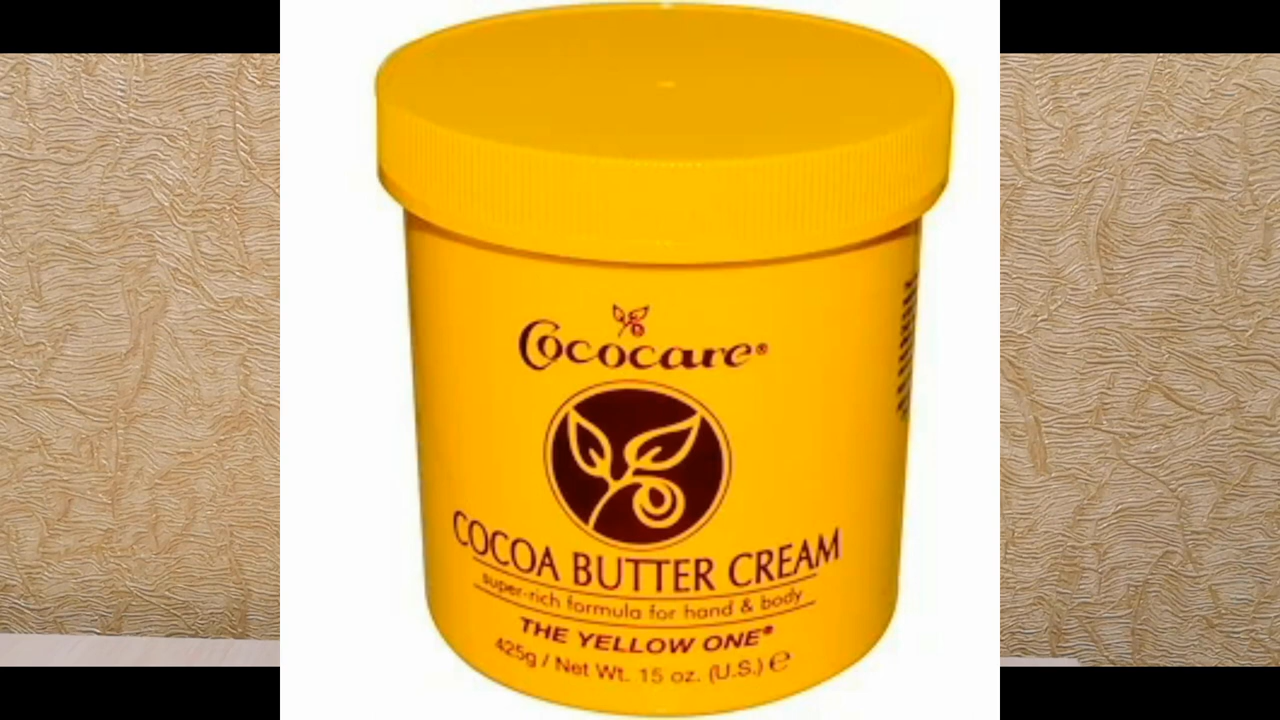 Cococare®
COCOA BUTTER CREAM
super-rich formula for hand & body
THE YELLOW ONE®
425g / Net Wt. 15 oz. (U.S.) ℮